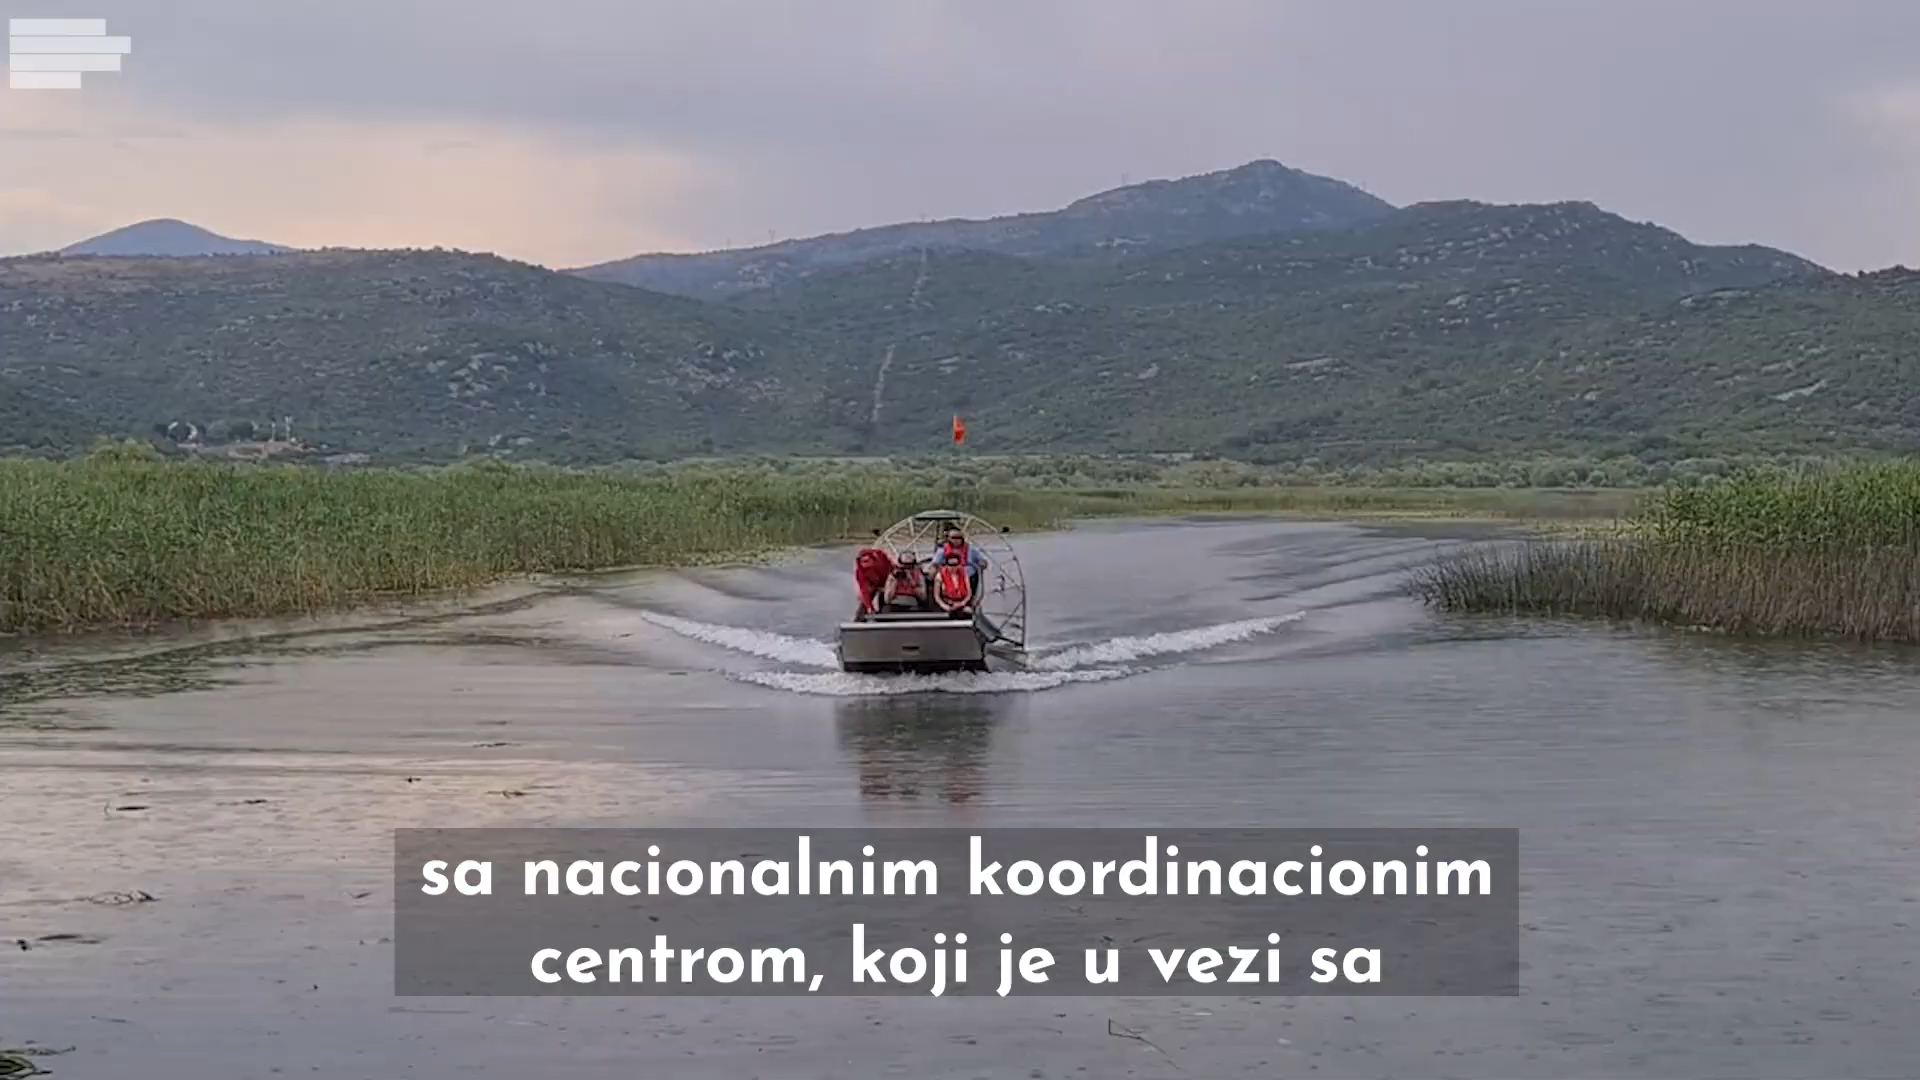 sa nacionalnim koordinacionim
centrom, koji je u vezi sa